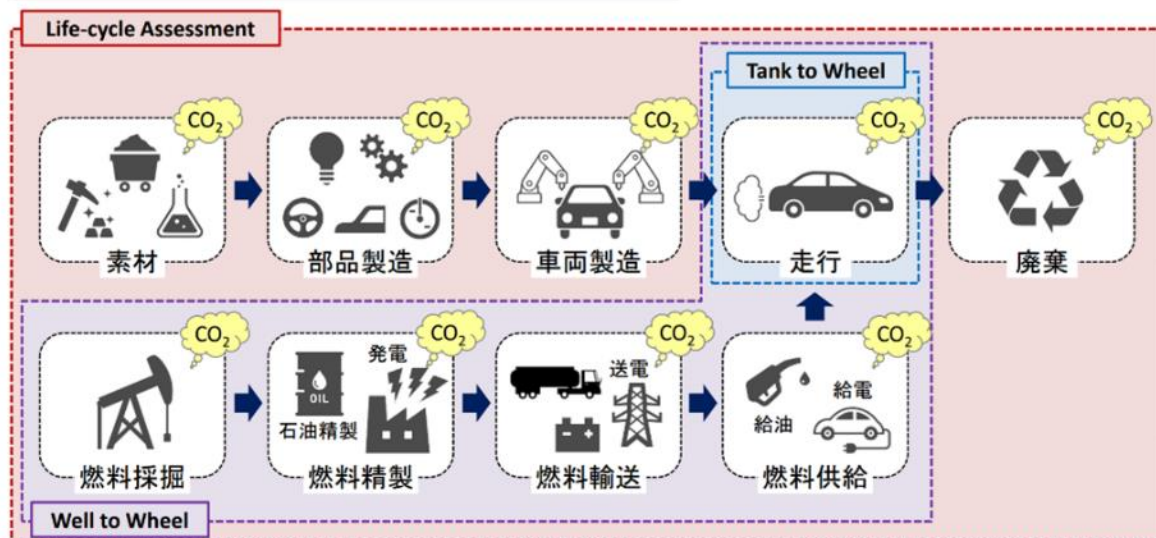 Life-cycle Assessment
Tank to Wheel
CO₂
CO₂
CO₂
CO₂
CO₂
素材
部品製造
車両製造
走行
廃棄
CO₂
CO₂
CO₂
CO₂
発電
OIL
石油精製
送電
給電
給油
燃料採掘
燃料精製
燃料輸送
燃料供給
Well to Wheel